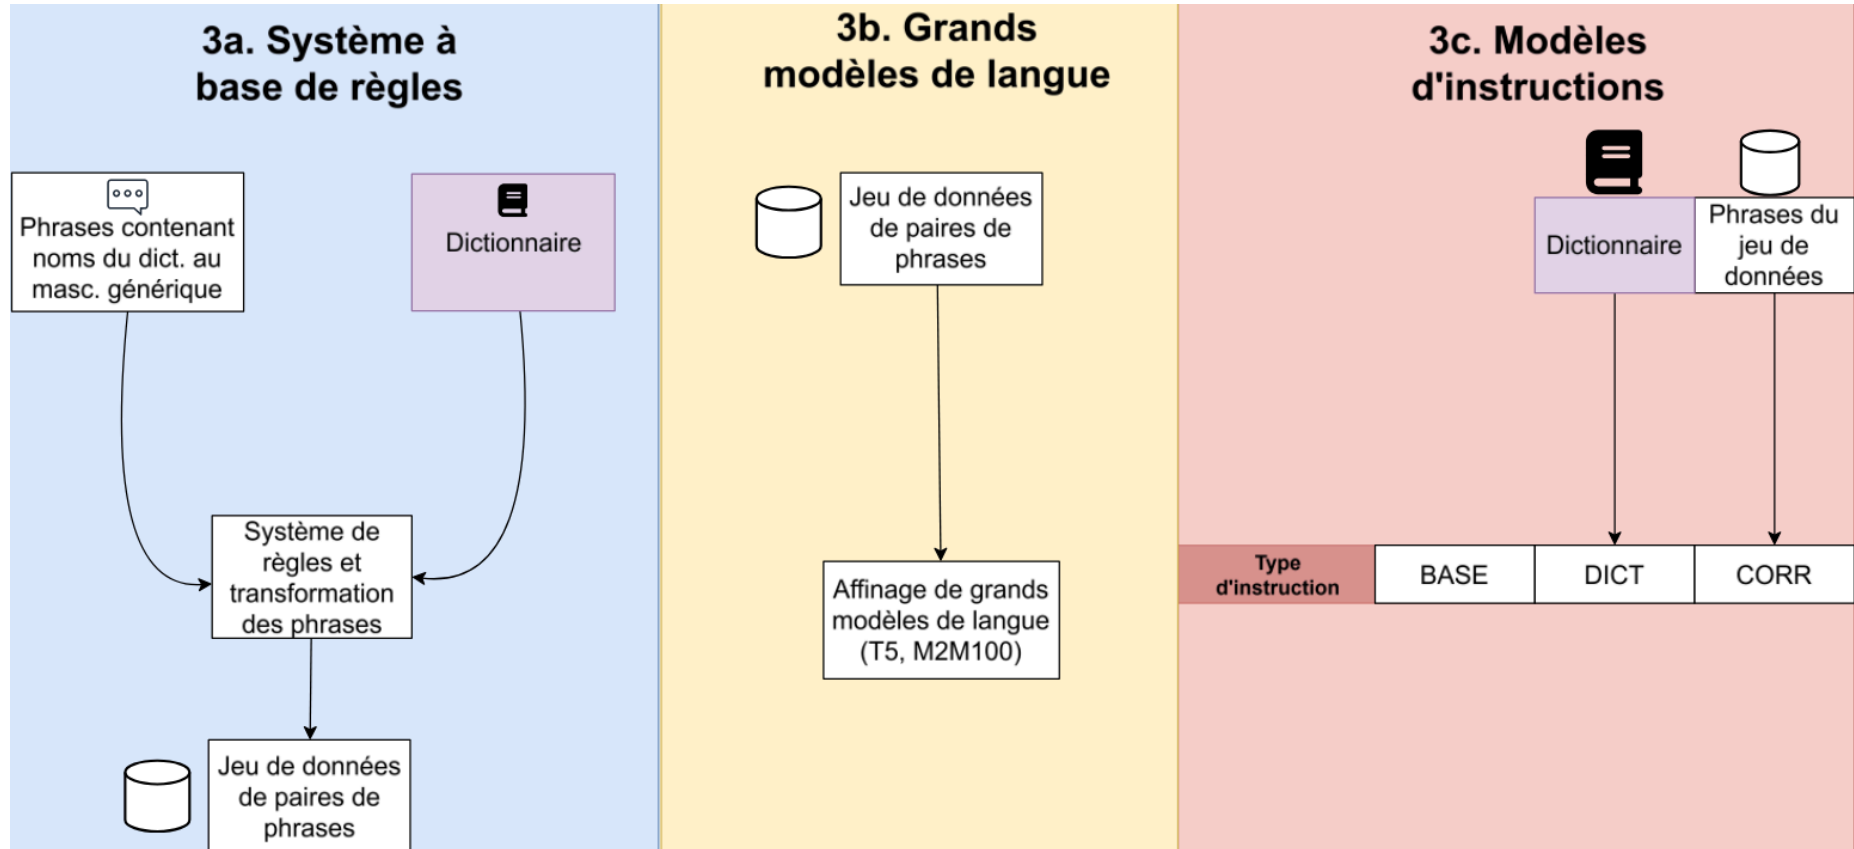 3a. Système à
base de règles
Phrases contenant
noms du dict. au
masc. générique
Dictionnaire
Système de
règles et
transformation
des phrases
Jeu de données
de paires de
phrases
3b. Grands
modèles de langue
Jeu de données
de paires de
phrases
Affinage de grands
modèles de langue
(T5, M2M100)
3c. Modèles
d'instructions
Dictionnaire
Phrases du
jeu de
données
Type
d'instruction
BASE
DICT
CORR